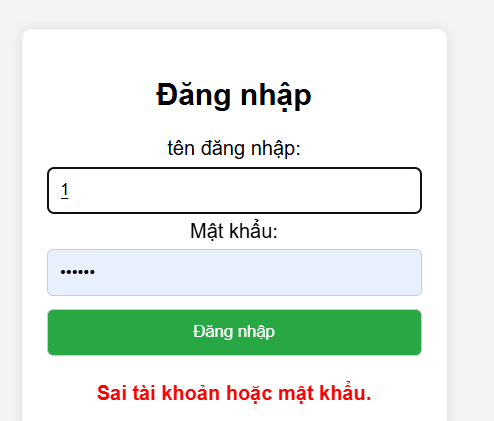 Đăng nhập
tên đăng nhập:
1
Mật khẩu:
••••••
Đăng nhập
Sai tài khoản hoặc mật khẩu.